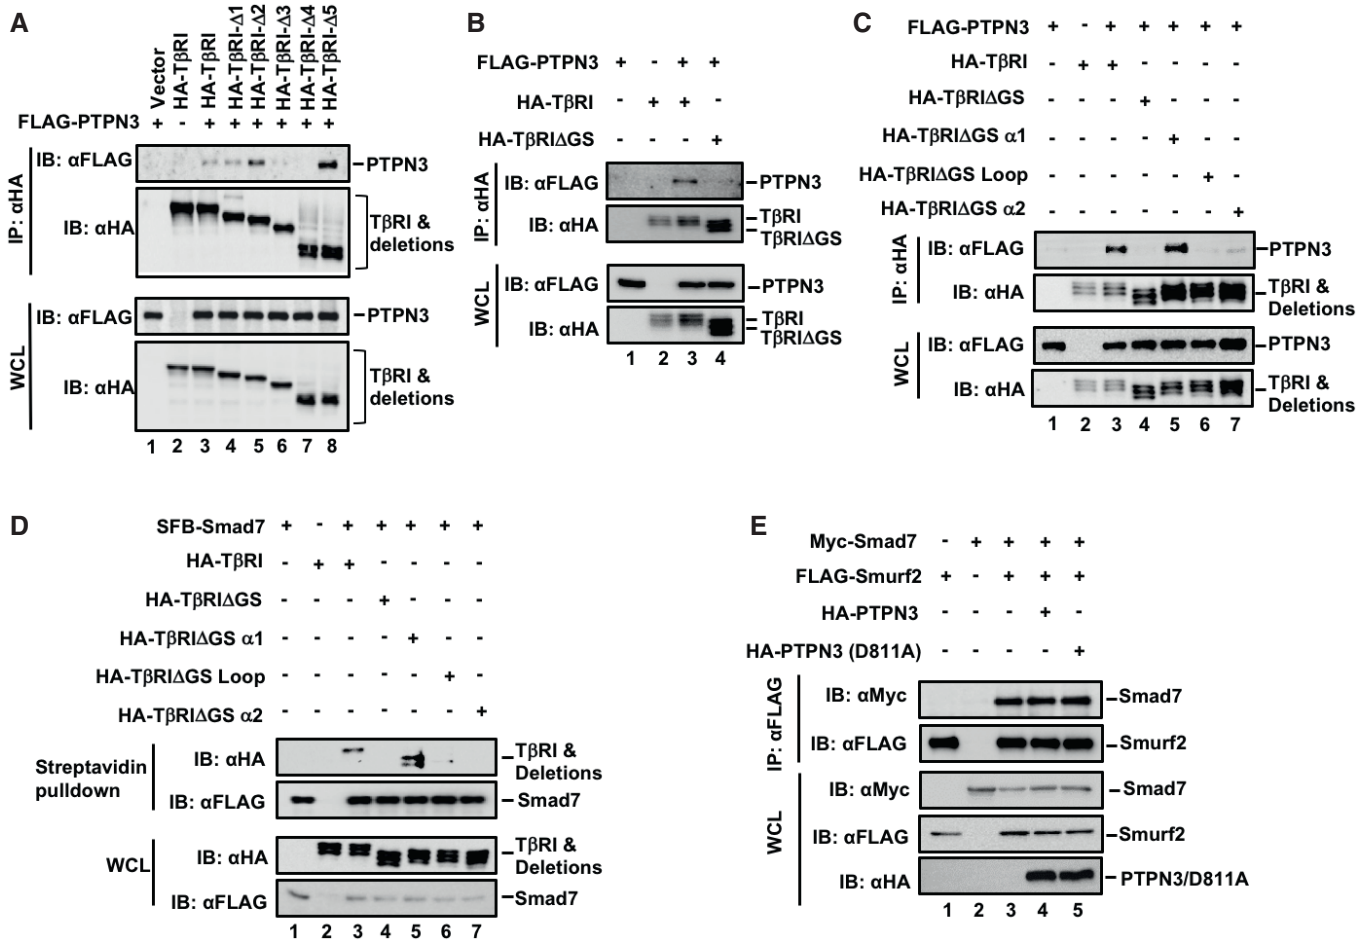 A
Vector
HA-TβRI
HA-TβRI
HA-TβRI-Δ1
HA-TβRI-Δ2
HA-TβRI-Δ3
HA-TβRI-Δ4
HA-TβRI-Δ5
FLAG-PTPN3 + - + + + + + +
IP: αHA
IB: αFLAG
PTPN3
IB: αHA
TβRI &
deletions
WCL
IB: αFLAG
PTPN3
IB: αHA
TβRI &
deletions
1 2 3 4 5 6 7 8
B
FLAG-PTPN3 + - + +
HA-TβRI - + + -
HA-TβRIΔGS - - - +
IP: αHA
IB: αFLAG
PTPN3
IB: αHA
TβRI
TβRIΔGS
WCL
IB: αFLAG
PTPN3
IB: αHA
TβRI
TβRIΔGS
1 2 3 4
C
FLAG-PTPN3 + - + + + + +
HA-TβRI - + + - - - -
HA-TβRIΔGS - - - + - - -
HA-TβRIΔGS α1 - - - - + - -
HA-TβRIΔGS Loop - - - - - + -
HA-TβRIΔGS α2 - - - - - - +
IP: αHA
IB: αFLAG
PTPN3
IB: αHA
TβRI &
Deletions
WCL
IB: αFLAG
PTPN3
IB: αHA
TβRI &
Deletions
1 2 3 4 5 6 7
D
SFB-Smad7 + - + + + + +
HA-TβRI - + + - - - -
HA-TβRIΔGS - - - + - - -
HA-TβRIΔGS α1 - - - - + - -
HA-TβRIΔGS Loop - - - - - + -
HA-TβRIΔGS α2 - - - - - - +
Streptavidin
pulldown
IB: αHA
TβRI &
Deletions
IB: αFLAG
Smad7
WCL
IB: αHA
TβRI &
Deletions
IB: αFLAG
Smad7
1 2 3 4 5 6 7
E
Myc-Smad7 - + + + +
FLAG-Smurf2 + - + + +
HA-PTPN3 - - - + -
HA-PTPN3 (D811A) - - - - +
IP: αFLAG
IB: αMyc
Smad7
IB: αFLAG
Smurf2
WCL
IB: αMyc
Smad7
IB: αFLAG
Smurf2
IB: αHA
PTPN3/D811A
1 2 3 4 5